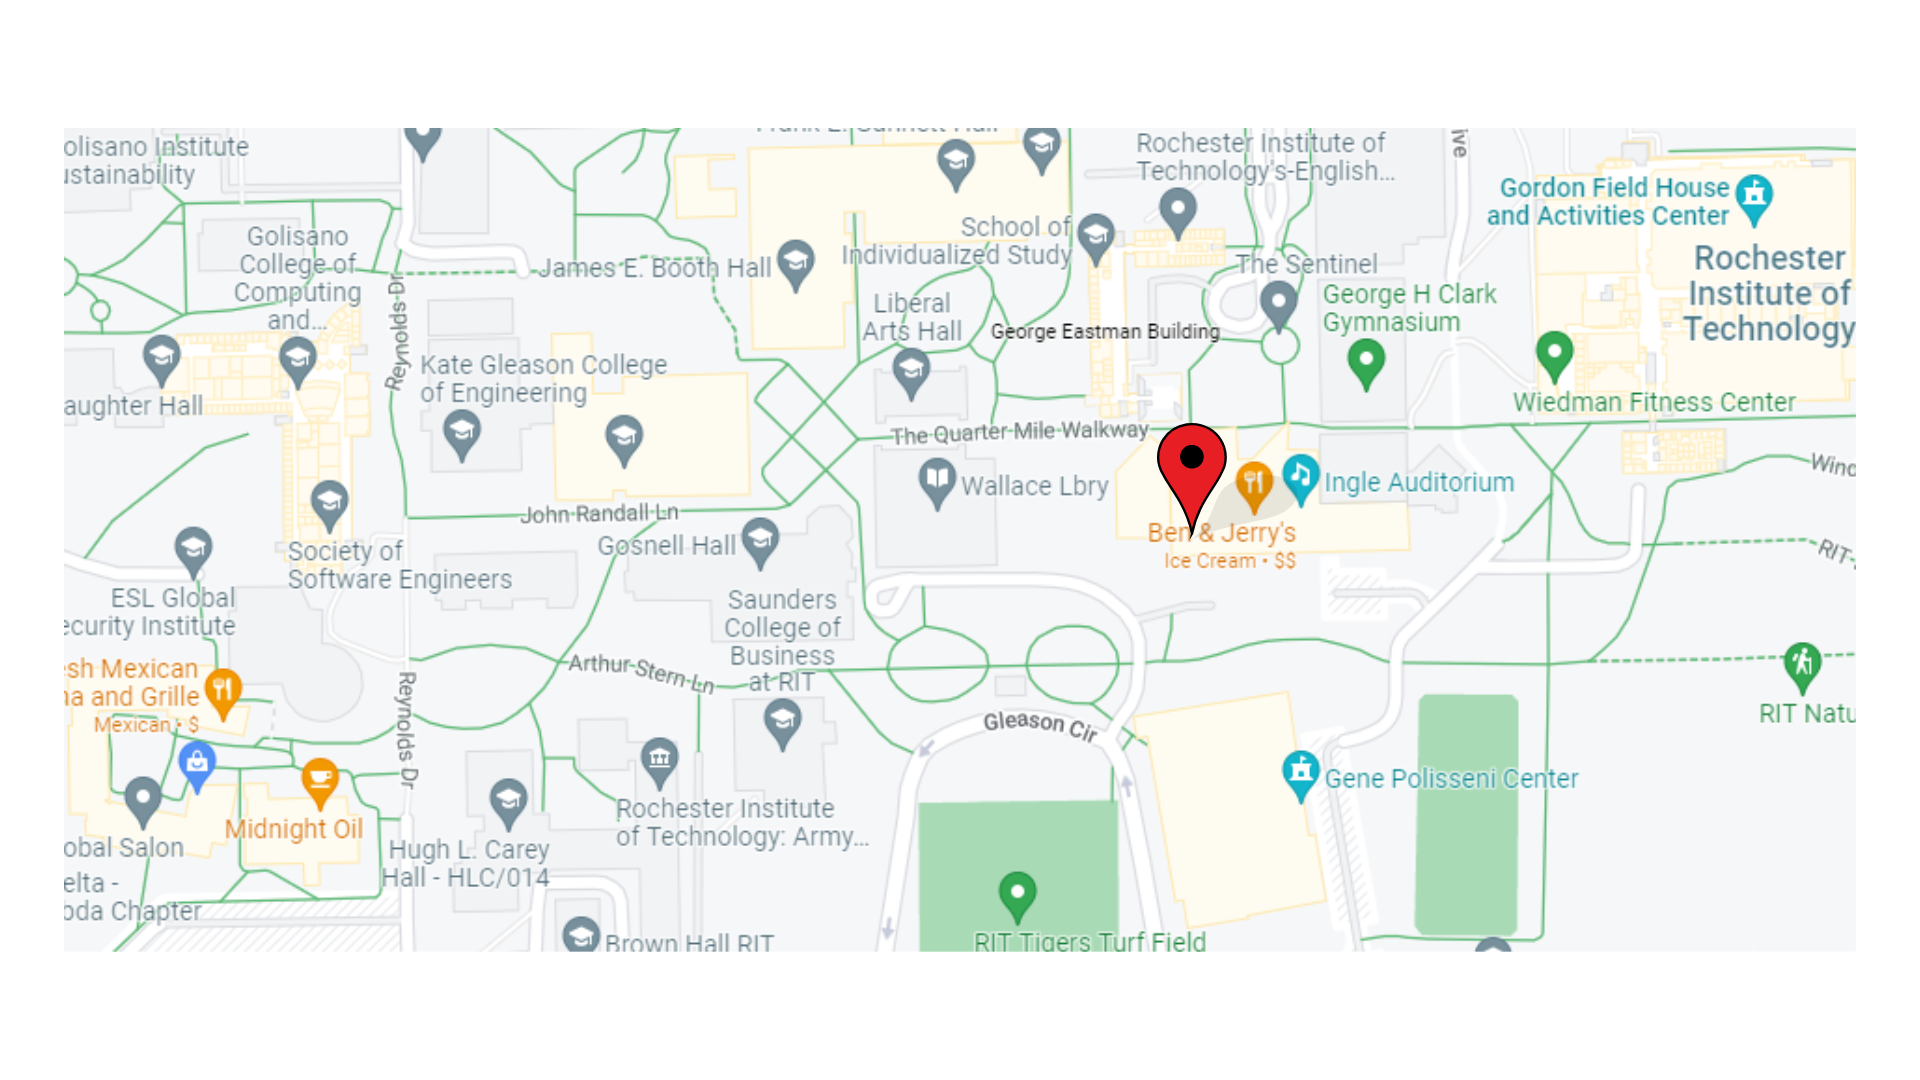 olisano Institute
ustainability
Rochester Institute of
Technology's-English...
ive
Gordon Field House
and Activities Center
Rochester
Institute of
Technology
School of
Individualized Study
Golisano
College of
Computing
and...
James E. Booth Hall
The Sentinel
George H Clark
Gymnasium
Liberal
Arts Hall
George Eastman Building
Reynolds Dr
Kate Gleason College
of Engineering
aughter Hall
Wiedman Fitness Center
The Quarter Mile Walkway
Wallace Lbry
Ingle Auditorium
Wind
John Randall Ln
Gosnell Hall
Ben & Jerry's
Ice Cream • $$
RIT
Society of
Software Engineers
ESL Global
ecurity Institute
Saunders
College of
Business
at RIT
Arthur Stern Ln
esh Mexican
na and Grille
Mexican • $
Reynolds Dr
Gleason Cir
RIT Natu
Gene Polisseni Center
Midnight Oil
Rochester Institute
of Technology: Army...
obal Salon
Hugh L. Carey
Hall - HLC/014
elta -
bda Chapter
Brown Hall RIT
RIT Tigers Turf Field